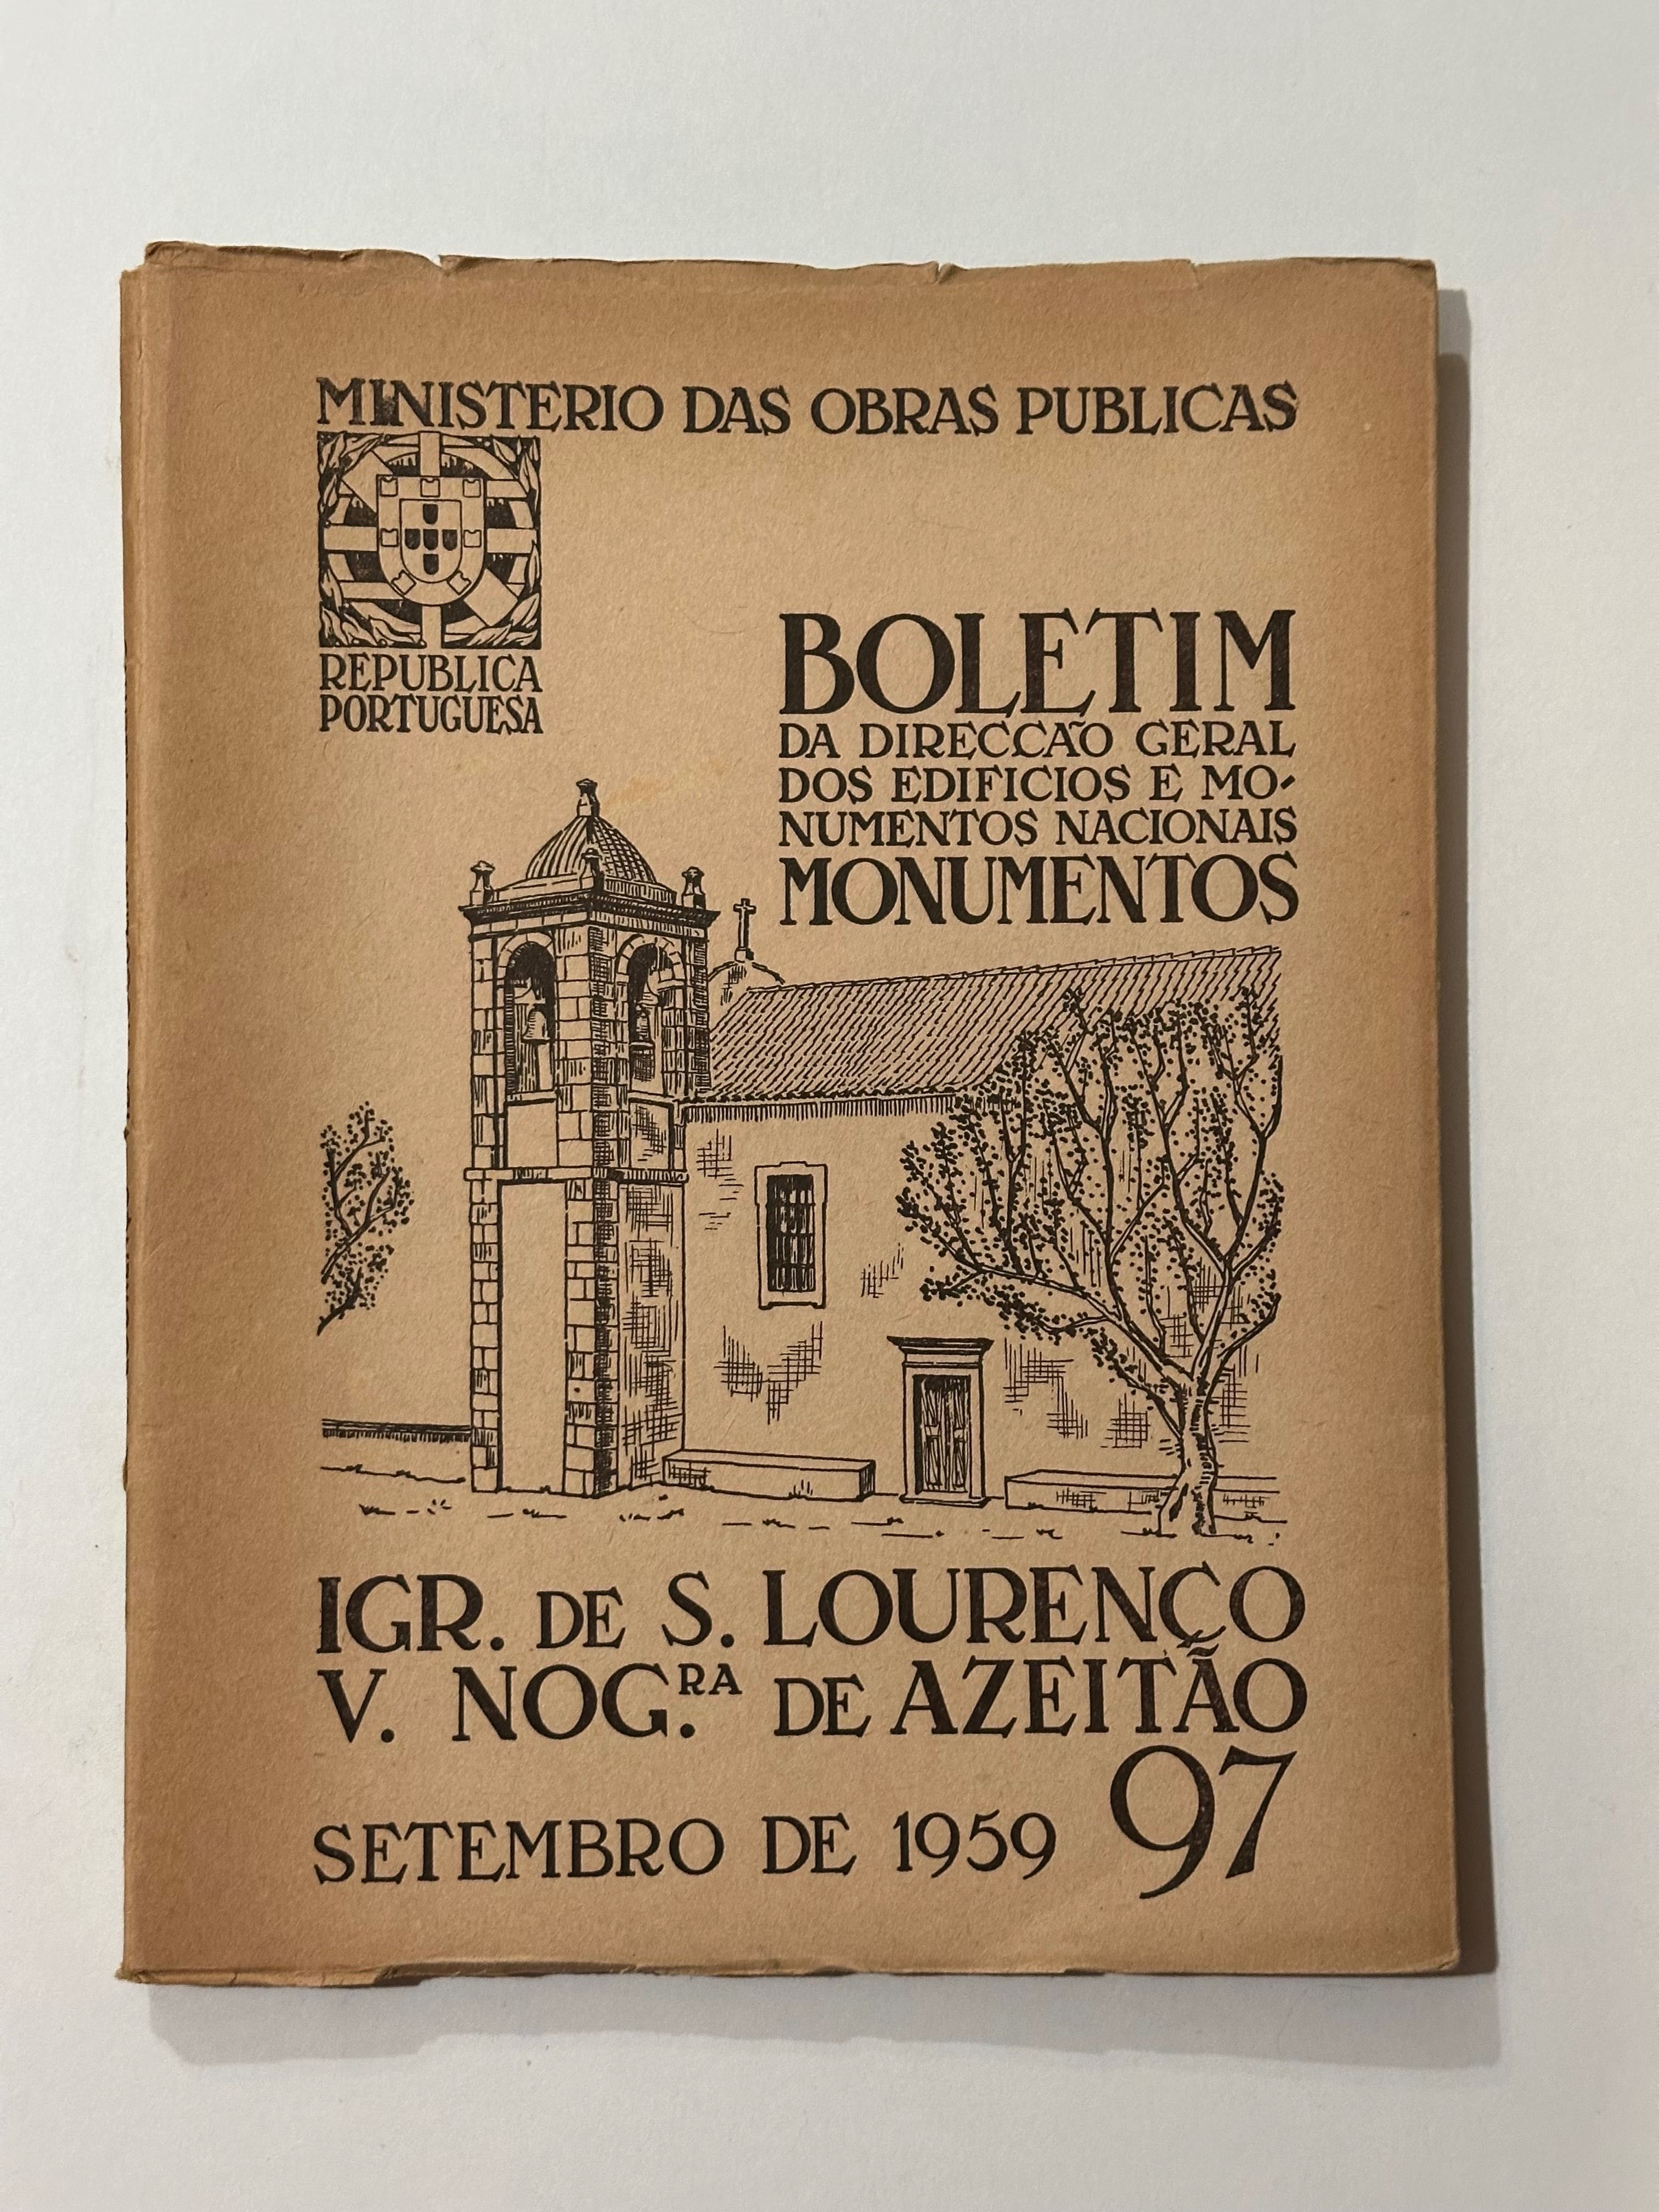 MINISTERIO DAS OBRAS PUBLICAS
REPUBLICA
PORTUGUESA
BOLETIM
DA DIRECCÃO GERAL
DOS EDIFICIOS E MO-
NUMENTOS NACIONAIS
MONUMENTOS
IGR. DE S. LOURENÇO
V. NOG.RA DE AZEITÃO
SETEMBRO DE 1959 97